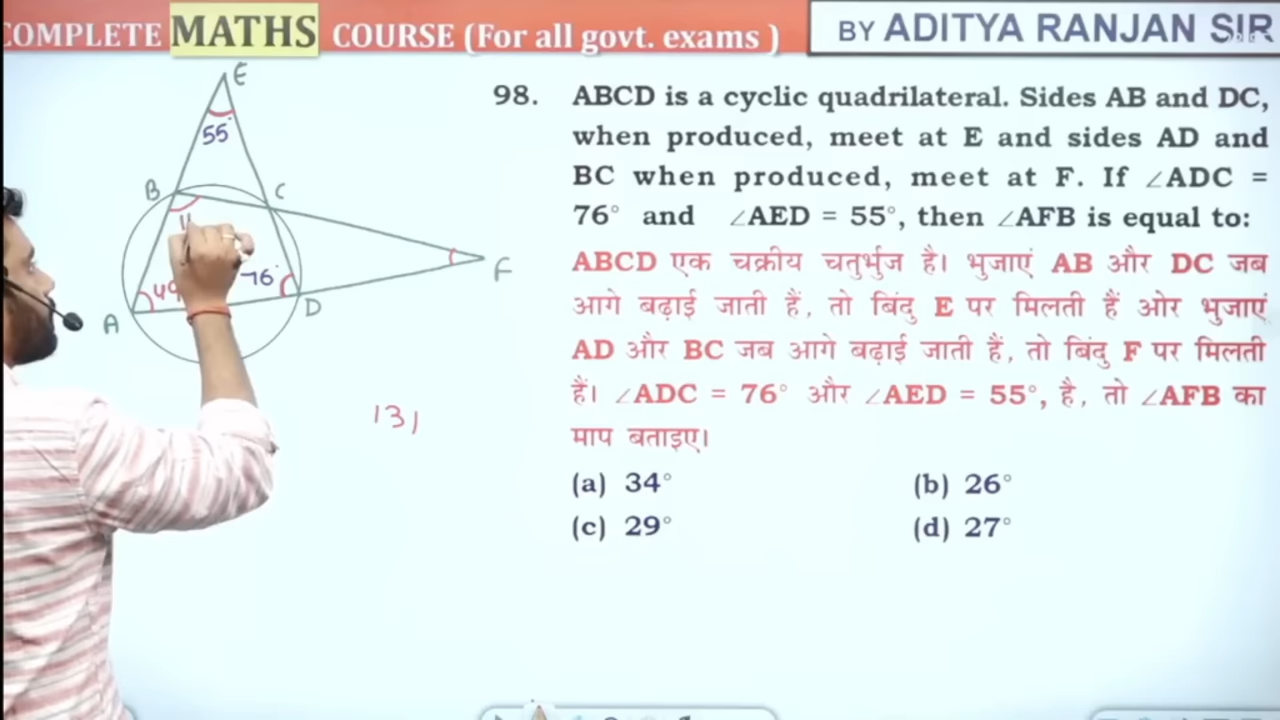 COMPLETE MATHS COURSE (For all govt. exams )
BY ADITYA RANJAN SIR
E
55°
B
C
F
76°
A
D
131
98. ABCD is a cyclic quadrilateral. Sides AB and DC,
when produced, meet at E and sides AD and
BC when produced, meet at F. If ∠ADC =
76° and ∠AED = 55°, then ∠AFB is equal to:
ABCD एक चक्रीय चतुर्भुज है। भुजाएं AB और DC जब
आगे बढ़ाई जाती हैं, तो बिंदु E पर मिलती हैं ओर भुजाएं
AD और BC जब आगे बढ़ाई जाती हैं, तो बिंदु F पर मिलती
हैं। ∠ADC = 76° और ∠AED = 55°, है, तो ∠AFB का
माप बताइए।
(a) 34°
(b) 26°
(c) 29°
(d) 27°